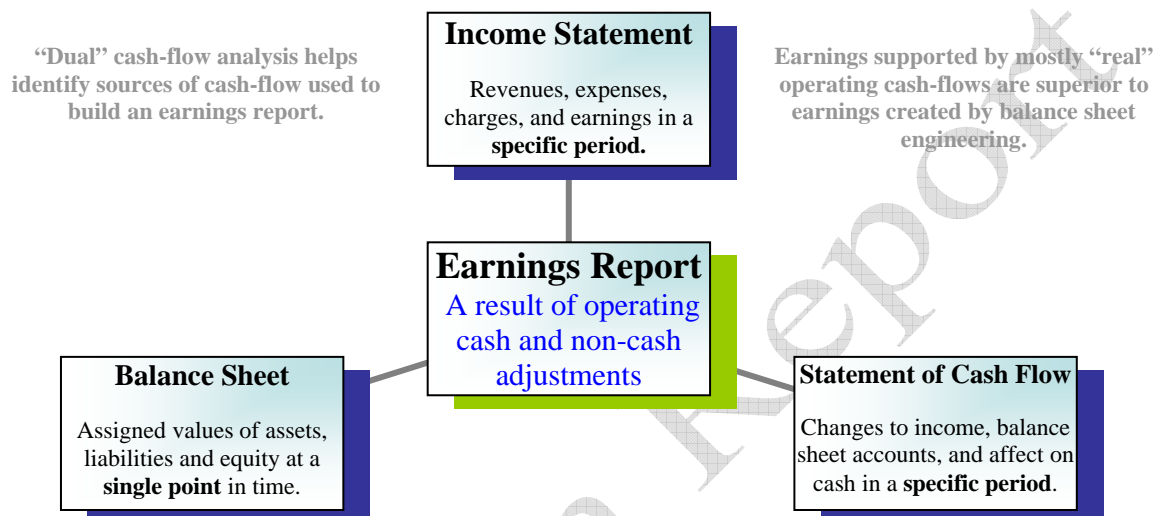 “Dual” cash-flow analysis helps
identify sources of cash-flow used to
build an earnings report.
Income Statement
Revenues, expenses,
charges, and earnings in a
specific period.
Earnings supported by mostly “real”
operating cash-flows are superior to
earnings created by balance sheet
engineering.
Earnings Report
A result of operating
cash and non-cash
adjustments
Balance Sheet
Assigned values of assets,
liabilities and equity at a
single point in time.
Statement of Cash Flow
Changes to income, balance
sheet accounts, and affect on
cash in a specific period.
Report